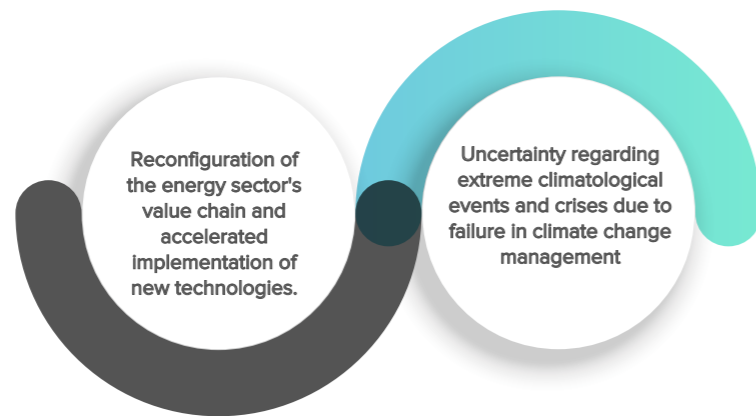 Reconfiguration of
the energy sector's
value chain and
accelerated
implementation of
new technologies.
Uncertainty regarding
extreme climatological
events and crises due to
failure in climate change
management